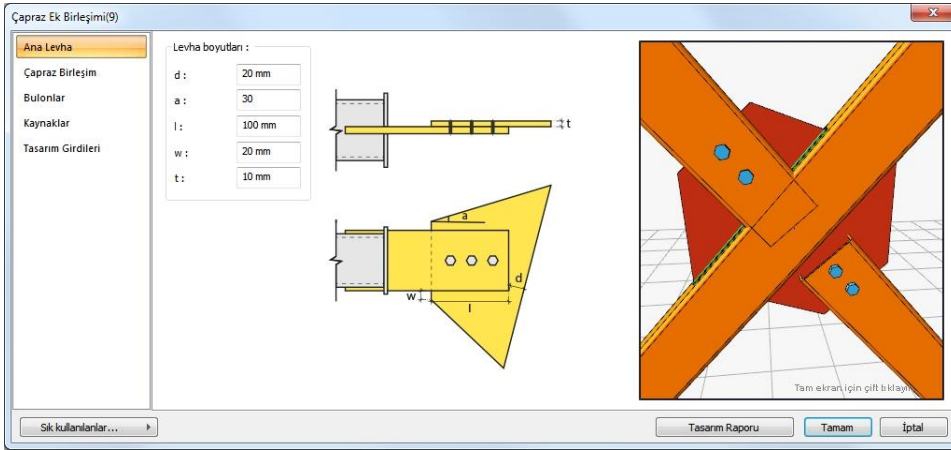 Çapraz Ek Birleşimi(9)
Ana Levha
Çapraz Birleşim
Bulonlar
Kaynaklar
Tasarım Girdileri
Levha boyutları :
d : 20 mm
a : 30
l : 100 mm
w : 20 mm
t : 10 mm
t
a
d
w
l
Tam ekran için çift tıklayın
Sık kullanılanlar...
Tasarım Raporu
Tamam
İptal